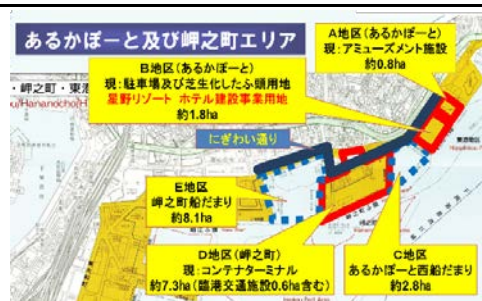 あるかぽーと及び岬之町エリア
A地区(あるかぽーと)
現:アミューズメント施設
約0.8ha
B地区(あるかぽーと)
現:駐車場及び芝生化したふ頭用地
星野リゾート ホテル建設事業用地
約1.8ha
にぎわい通り
E地区
岬之町船だまり
約8.1ha
D地区(岬之町)
現:コンテナターミナル
約7.3ha(臨港交通施設0.6ha含む)
C地区
あるかぽーと西船だまり
約2.8ha